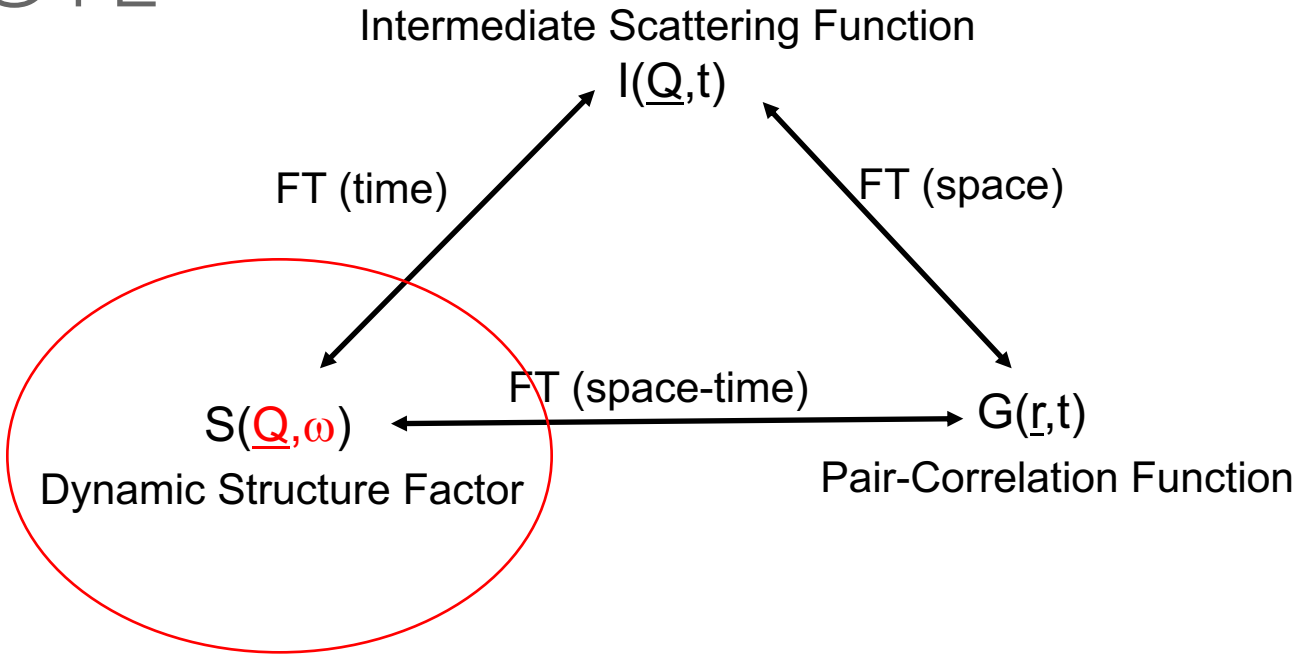 Intermediate Scattering Function
I(Q,t)
FT (time)
FT (space)
FT (space-time)
S(Q,ω)
G(r,t)
Dynamic Structure Factor
Pair-Correlation Function